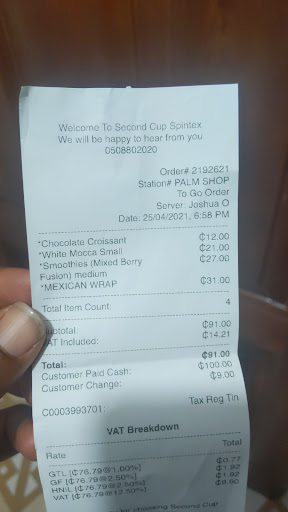 Welcome To Second Cup Spintex
We will be happy to hear from you
0508802020
Order# 2192621
Station# PALM SHOP
To Go Order
Server: Joshua O
Date: 25/04/2021, 6:58 PM
*Chocolate Croissant ₵12.00
*White Mocca Small ₵21.00
*Smoothies (Mixed Berry ₵27.00
Fusion) medium
*MEXICAN WRAP ₵31.00
Total Item Count: 4
Subtotal: ₵91.00
VAT Included: ₵14.21
Total: ₵91.00
Customer Paid Cash: ₵100.00
Customer Change: ₵9.00
C0003993701: Tax Reg Tin
VAT Breakdown
Rate Total
GTL [₵76.79@1.00%] ₵0.77
GF [₵76.79@2.50%] ₵1.92
HNIL [₵76.79@2.50%] ₵1.92
VAT [₵76.79@12.50%] ₵9.60
choosing Second Cup